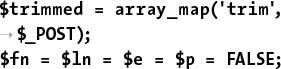 $trimmed = array_map('trim',
→ $_POST);
$fn = $ln = $e = $p = FALSE;